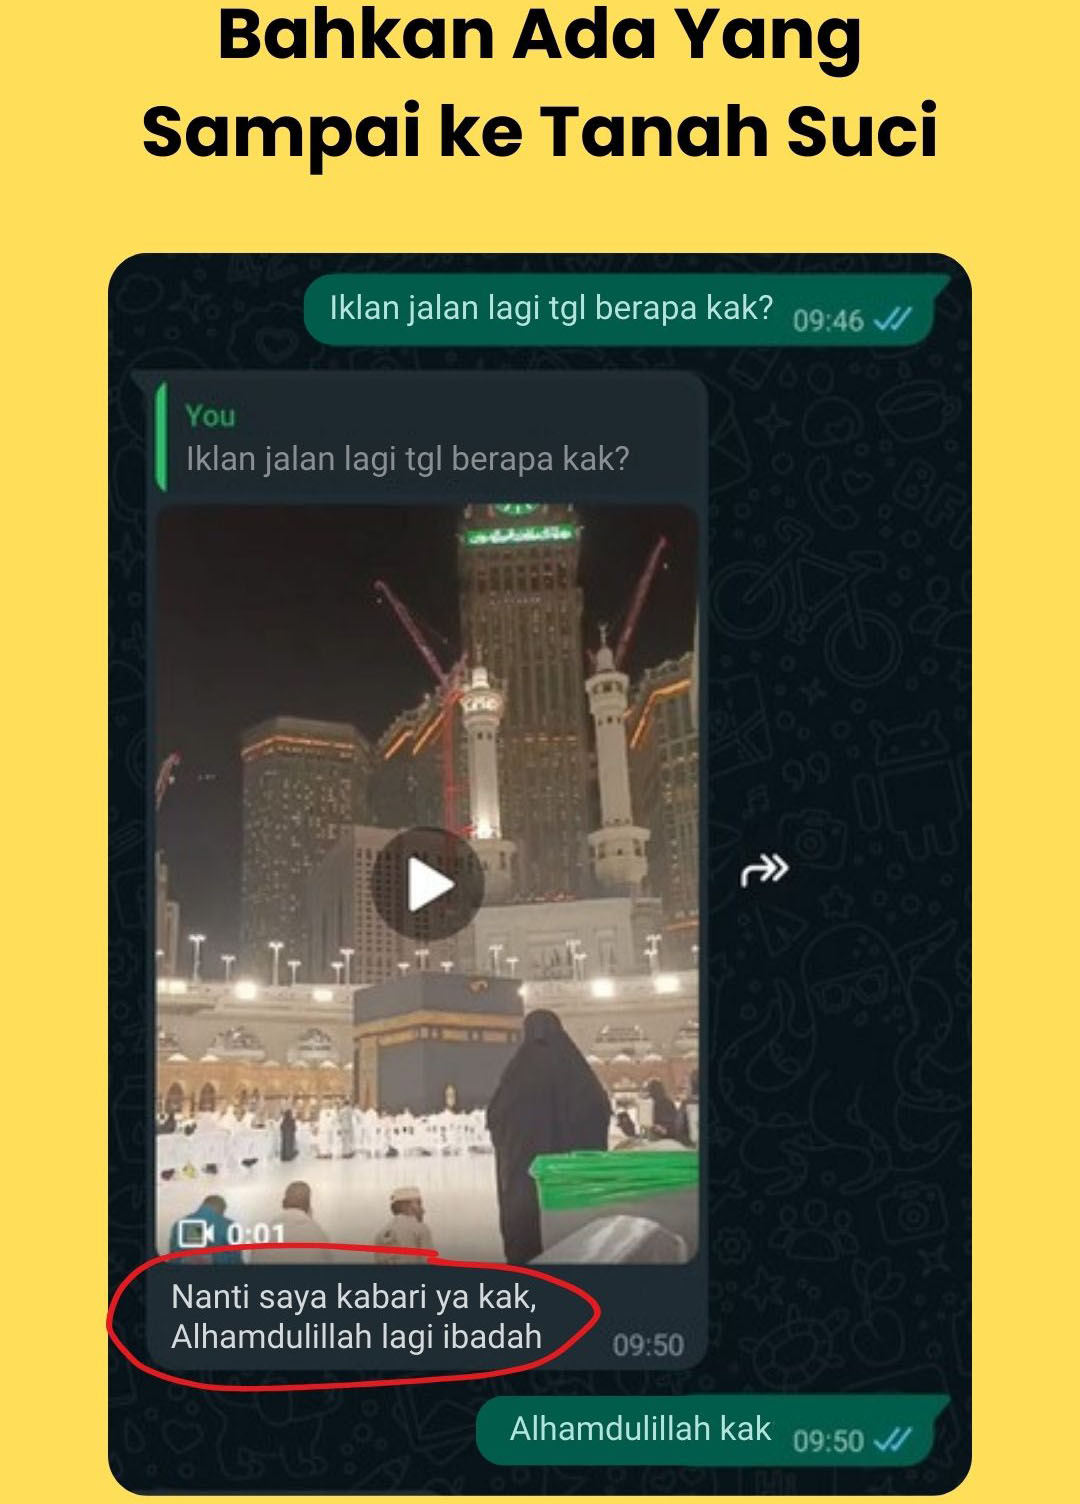 Bahkan Ada Yang
Sampai ke Tanah Suci
Iklan jalan lagi tgl berapa kak?
09:46
You
Iklan jalan lagi tgl berapa kak?
0:01
Nanti saya kabari ya kak,
Alhamdulillah lagi ibadah
09:50
Alhamdulillah kak
09:50